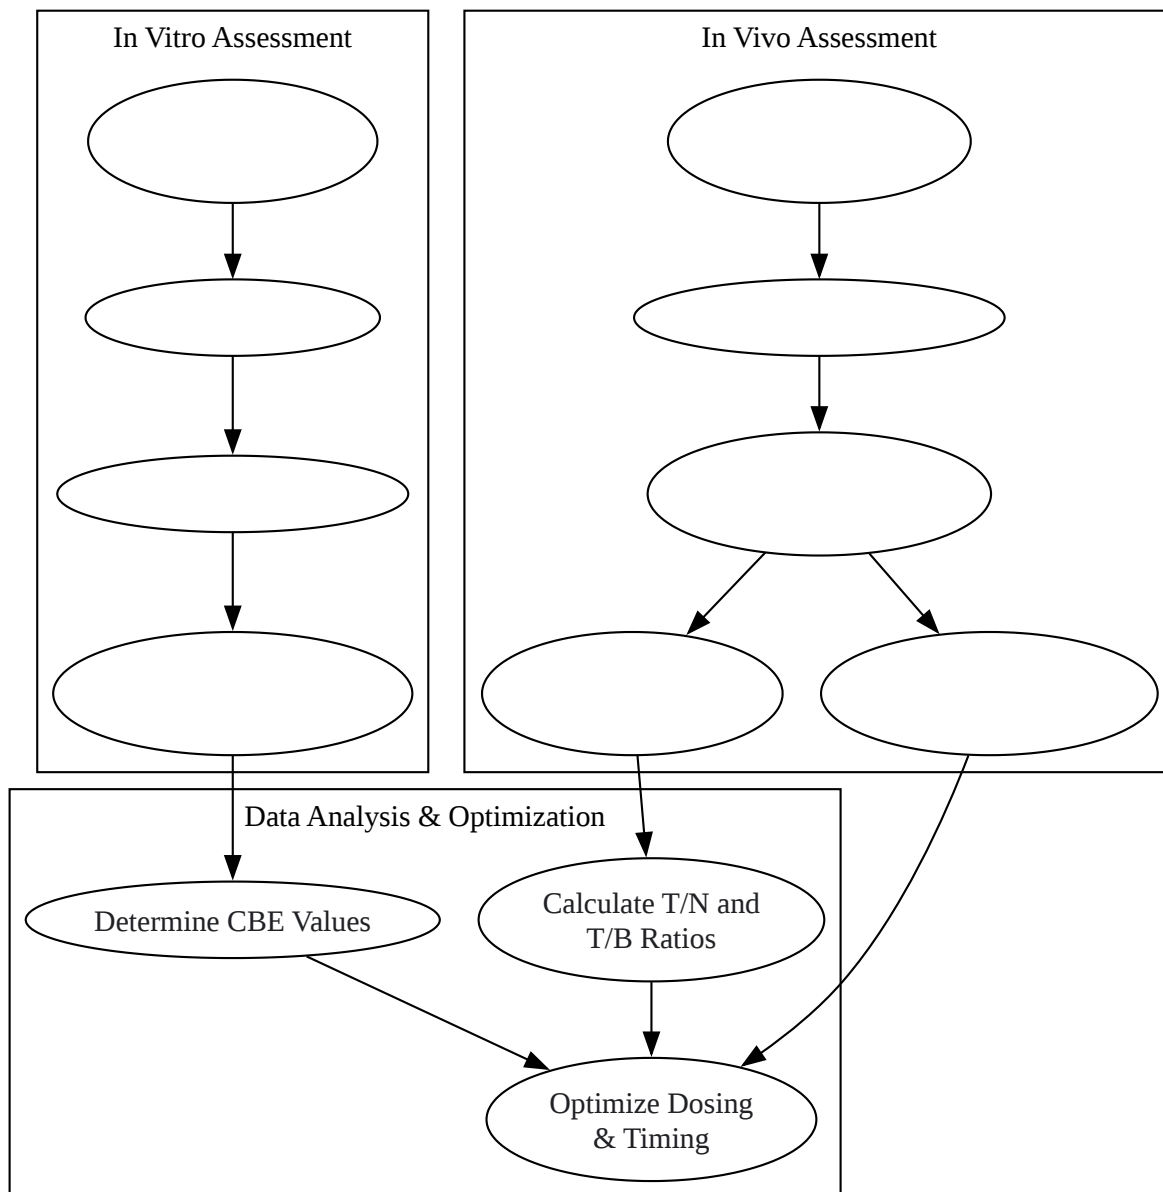 In Vitro Assessment
In Vivo Assessment
Data Analysis & Optimization
Determine CBE Values
Calculate T/N and
T/B Ratios
Optimize Dosing
& Timing